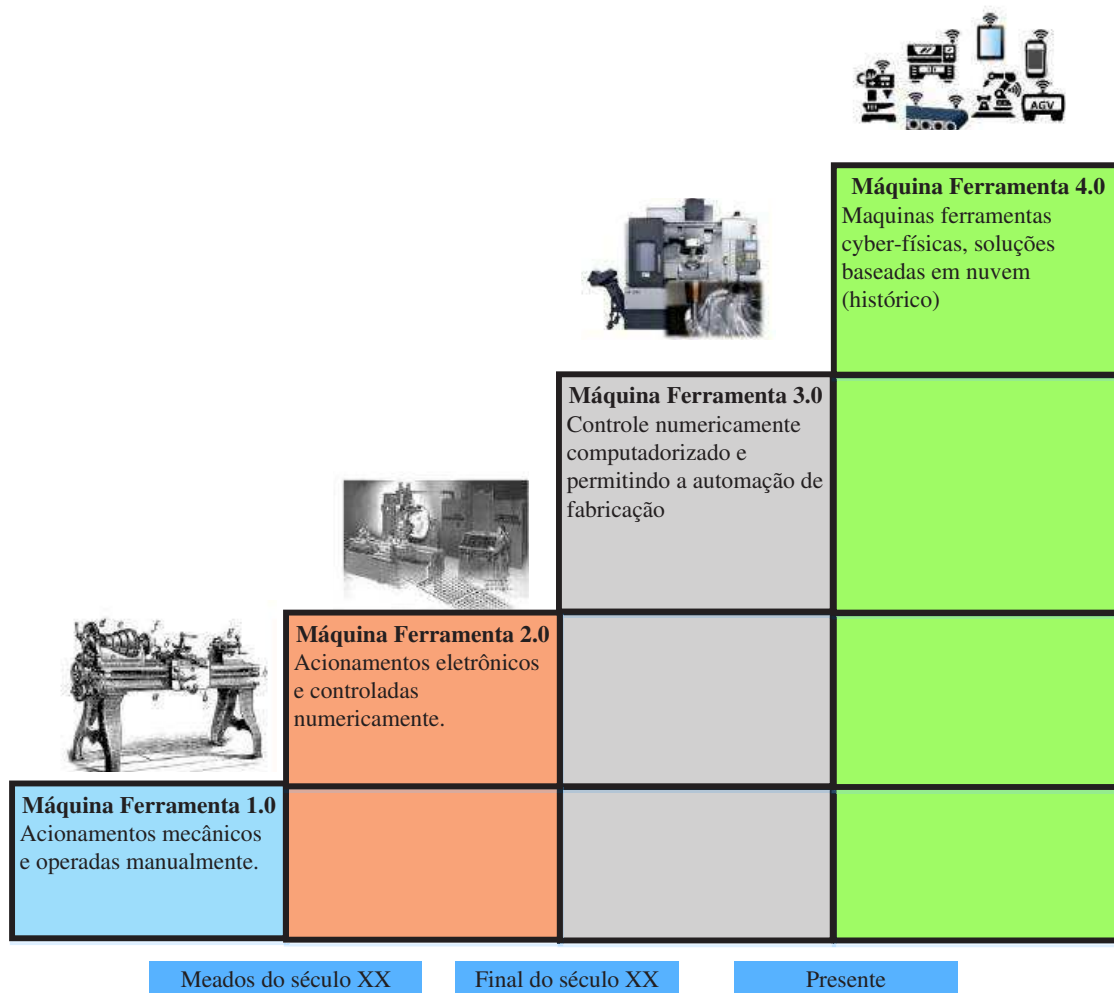 AGV
Máquina Ferramenta 4.0
Maquinas ferramentas
cyber-físicas, soluções
baseadas em nuvem
(histórico)
Máquina Ferramenta 3.0
Controle numericamente
computadorizado e
permitindo a automação de
fabricação
Máquina Ferramenta 2.0
Acionamentos eletrônicos
e controladas
numericamente.
Máquina Ferramenta 1.0
Acionamentos mecânicos
e operadas manualmente.
Meados do século XX
Final do século XX
Presente